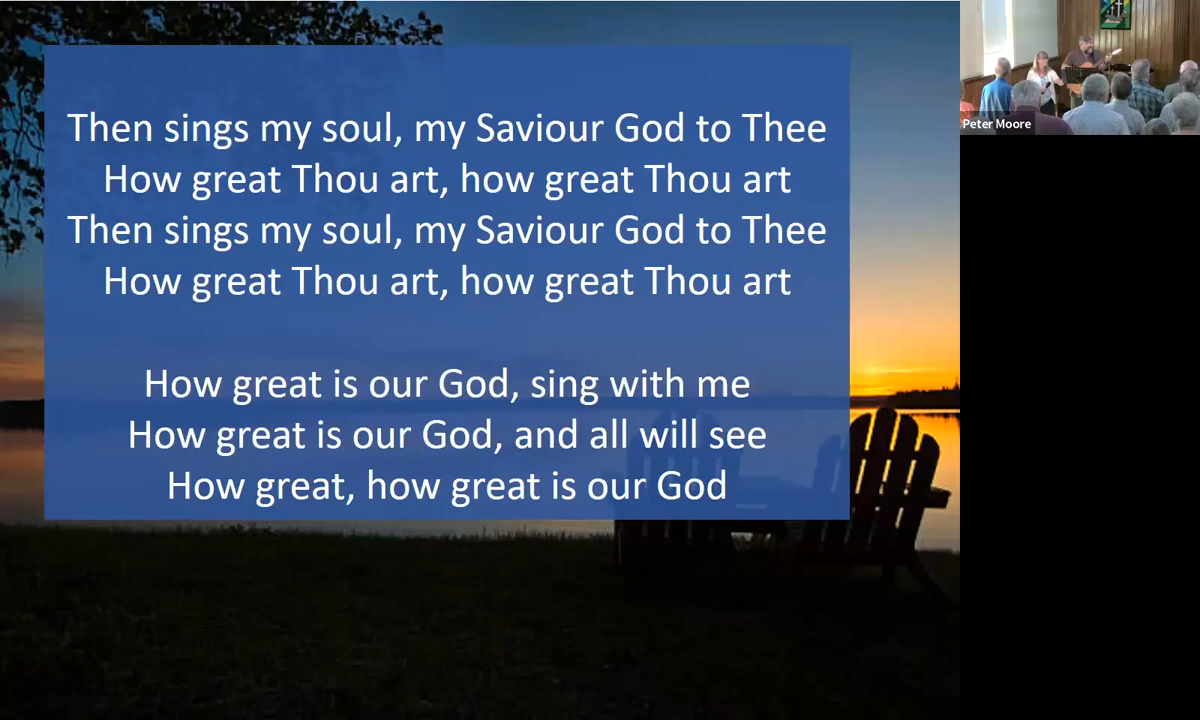 Then sings my soul, my Saviour God to Thee
How great Thou art, how great Thou art
Then sings my soul, my Saviour God to Thee
How great Thou art, how great Thou art
How great is our God, sing with me
How great is our God, and all will see
How great, how great is our God
Peter Moore